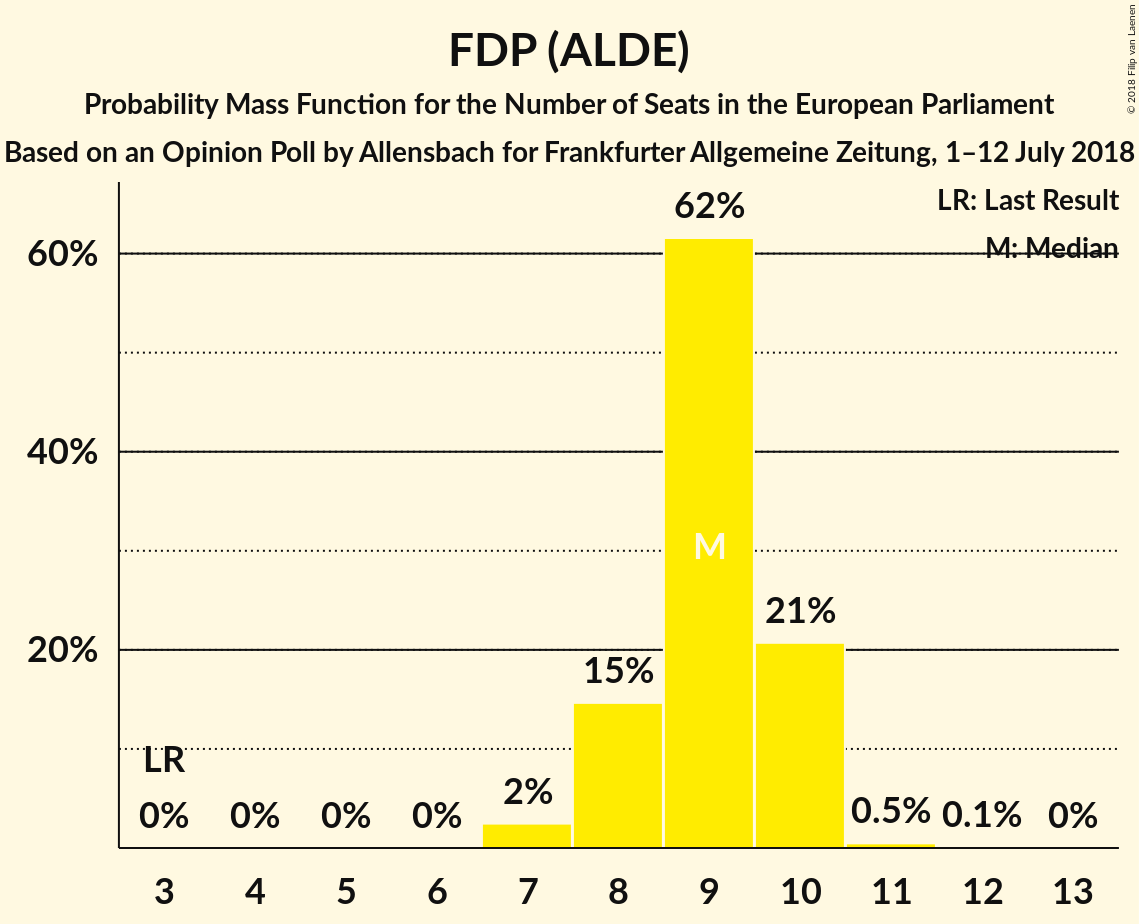 FDP (ALDE)
Probability Mass Function for the Number of Seats in the European Parliament
Based on an Opinion Poll by Allensbach for Frankfurter Allgemeine Zeitung, 1–12 July 2018
© 2018 Filip van Laenen
LR: Last Result
M: Median
60%
40%
20%
LR
0%
0%
0%
0%
2%
15%
62%
M
21%
0.5%
0.1%
0%
3 4 5 6 7 8 9 10 11 12 13